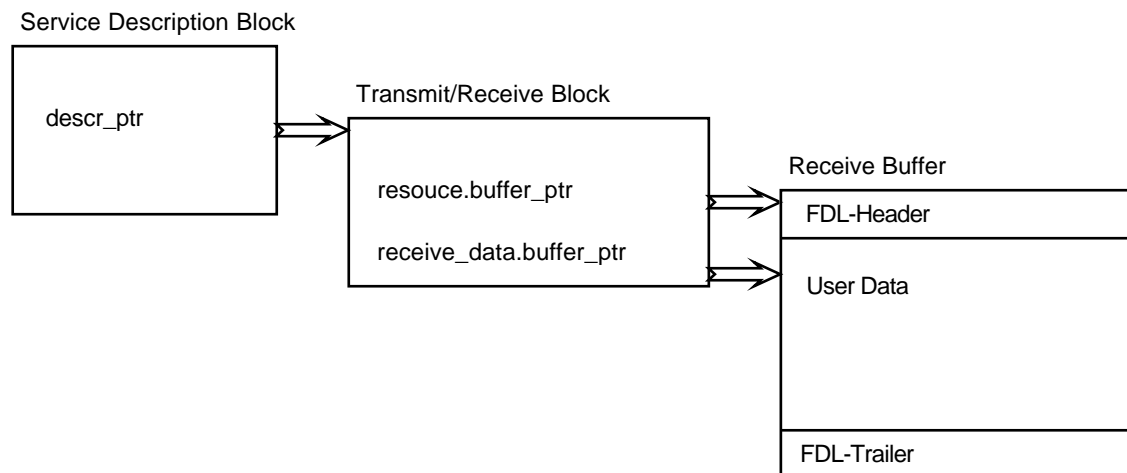 Service Description Block
descr_ptr
Transmit/Receive Block
resouce.buffer_ptr
receive_data.buffer_ptr
Receive Buffer
FDL-Header
User Data
FDL-Trailer